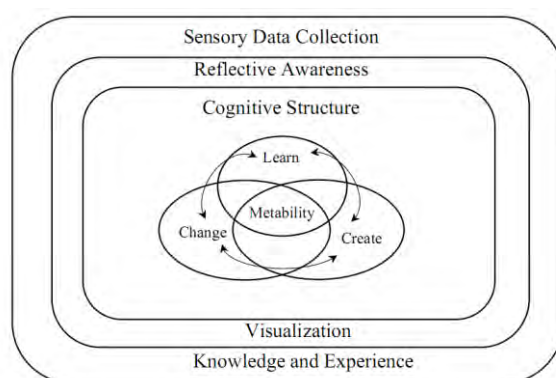 Sensory Data Collection
Reflective Awareness
Cognitive Structure
Learn
Metability
Change
Create
Visualization
Knowledge and Experience